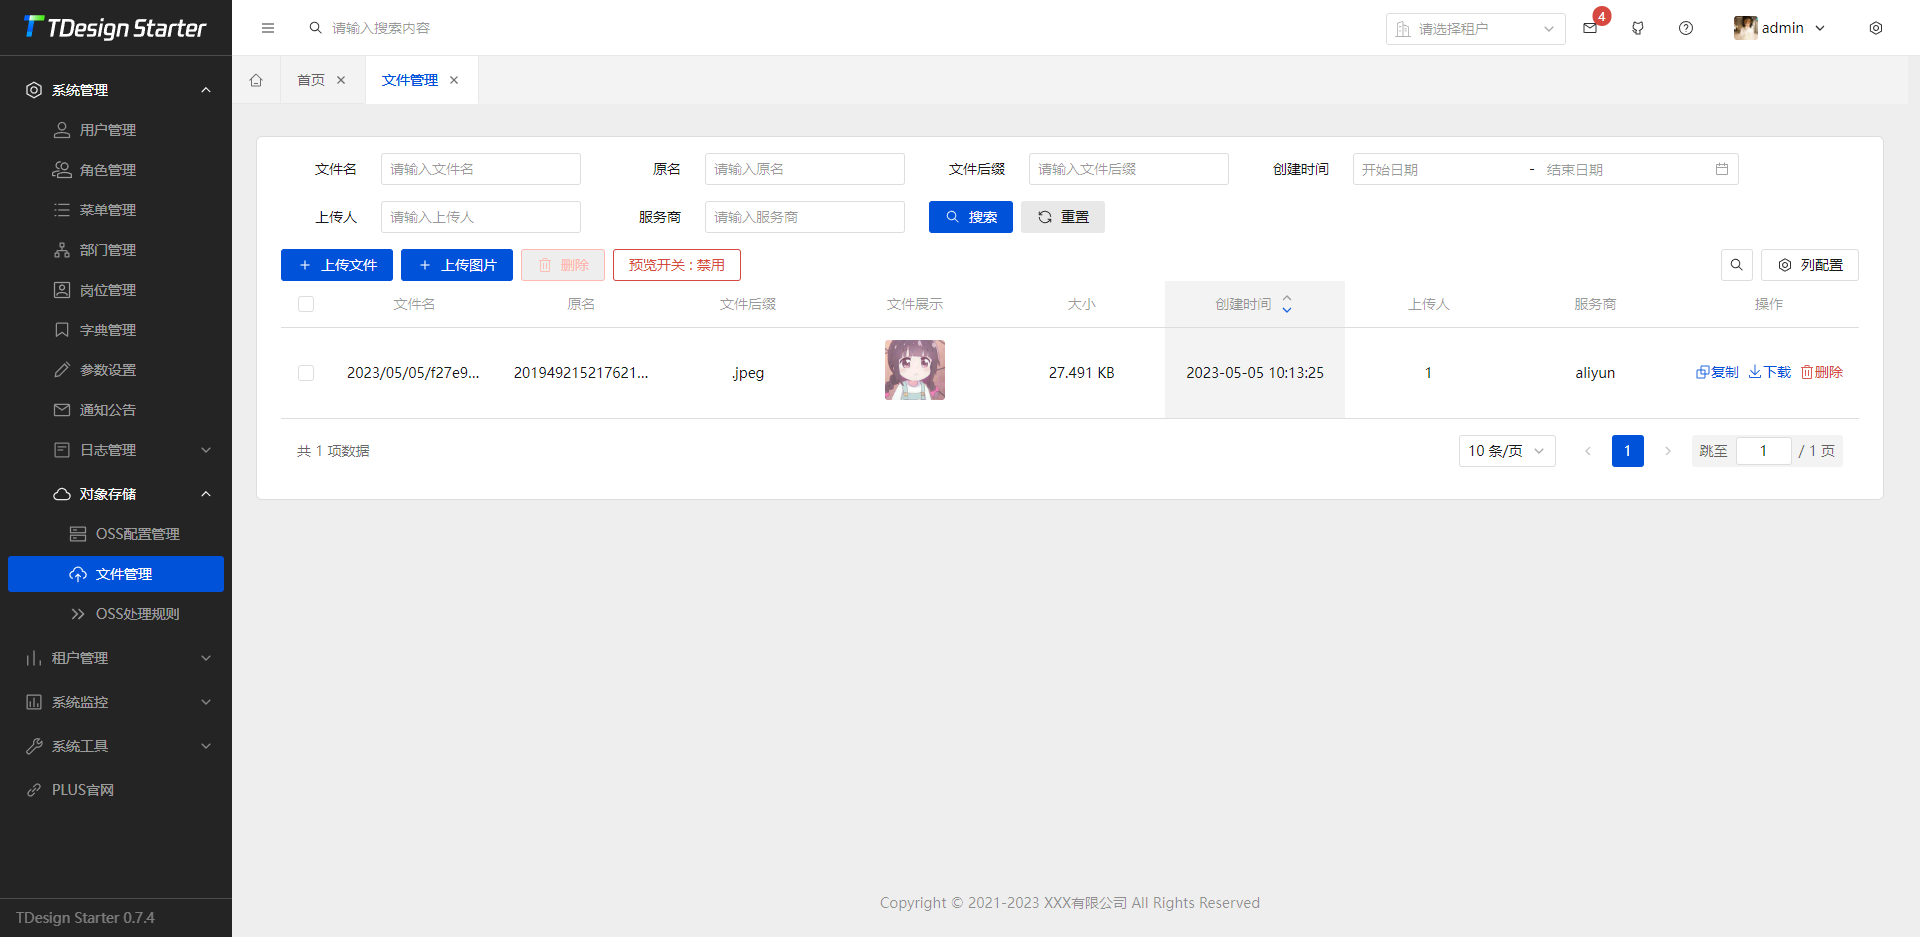 TDesign Starter
请输入搜索内容
请选择租户
4
admin
系统管理
用户管理
角色管理
菜单管理
部门管理
岗位管理
字典管理
参数设置
通知公告
日志管理
对象存储
OSS配置管理
文件管理
OSS处理规则
租户管理
系统监控
系统工具
PLUS官网
TDesign Starter 0.7.4
首页 文件管理
文件名 请输入文件名 原名 请输入原名 文件后缀 请输入文件后缀 创建时间 开始日期 - 结束日期
上传人 请输入上传人 服务商 请输入服务商 搜索 重置
上传文件 上传图片 删除 预览开关 : 禁用 列配置
文件名 原名 文件后缀 文件展示 大小 创建时间 上传人 服务商 操作
2023/05/05/f27e9... 201949215217621... .jpeg 27.491 KB 2023-05-05 10:13:25 1 aliyun 复制 下载 删除
共 1 项数据 10 条/页 1 跳至 1 / 1 页
Copyright © 2021-2023 XXX有限公司 All Rights Reserved